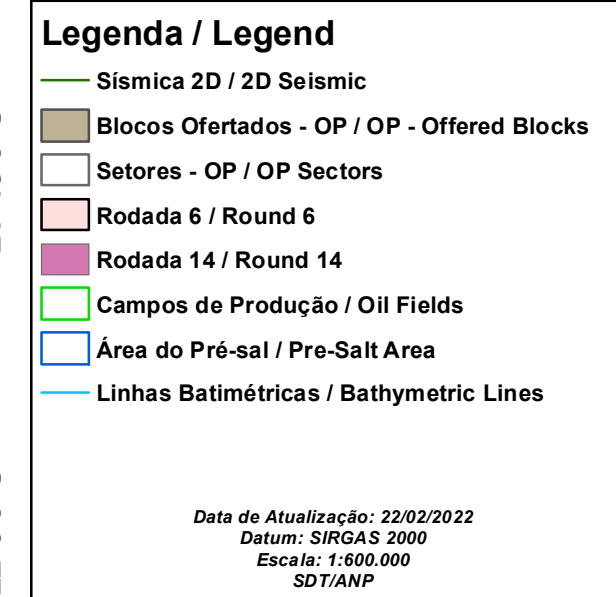 Legenda / Legend
Sísmica 2D / 2D Seismic
Blocos Ofertados - OP / OP - Offered Blocks
Setores - OP / OP Sectors
Rodada 6 / Round 6
Rodada 14 / Round 14
Campos de Produção / Oil Fields
Área do Pré-sal / Pre-Salt Area
Linhas Batimétricas / Bathymetric Lines
Data de Atualização: 22/02/2022
Datum: SIRGAS 2000
Escala: 1:600.000
SDT/ANP